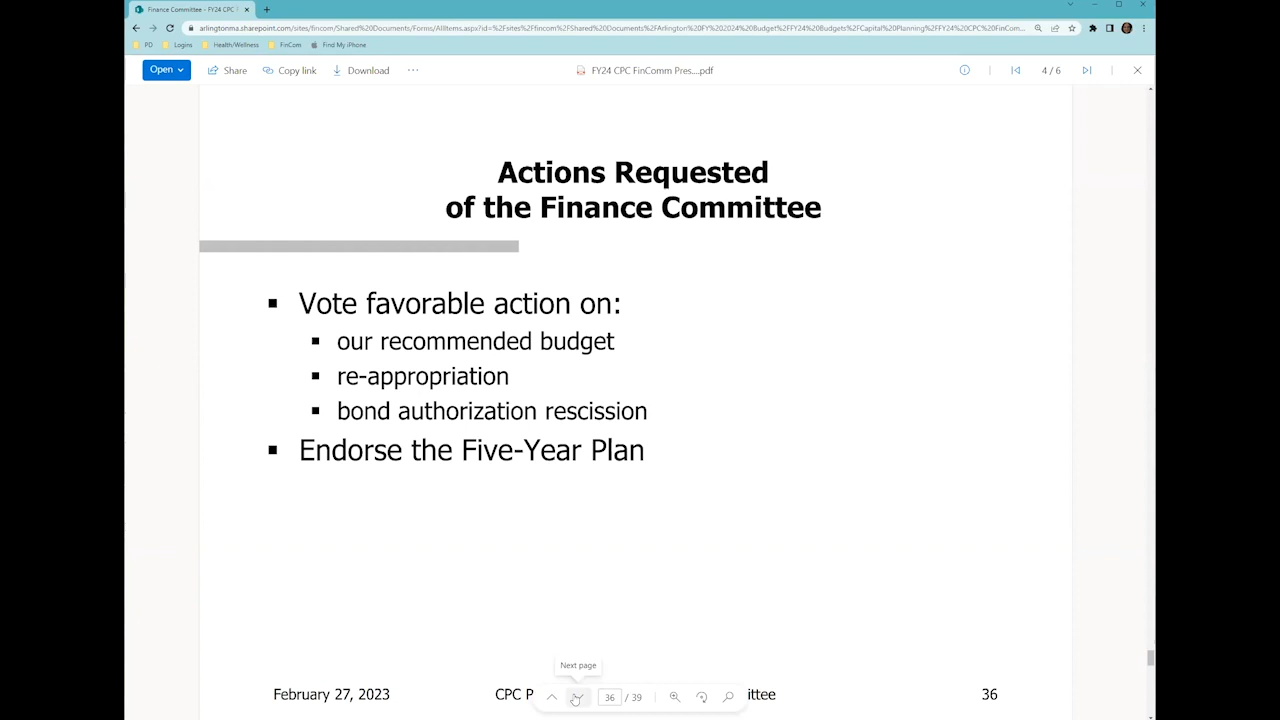 Finance Committee - FY24 CPC
arlingtonma.sharepoint.com/sites/fincom/Shared%20Documents/Forms/AllItems.aspx?id=%2Fsites%2Ffincom%2FShared%20Documents%2FArlington%20FY%202024%20Budget%2FFY24%20Budgets%2FCapital%20Planning%2FFY24%20CPC%20FinCom...
PD Logins Health/Wellness FinCom Find My iPhone
Open Share Copy link Download ... FY24 CPC FinComm Pres....pdf 4 / 6
Actions Requested
of the Finance Committee
▪ Vote favorable action on:
▪ our recommended budget
▪ re-appropriation
▪ bond authorization rescission
▪ Endorse the Five-Year Plan
Next page
February 27, 2023 CPC P ittee 36
36 / 39